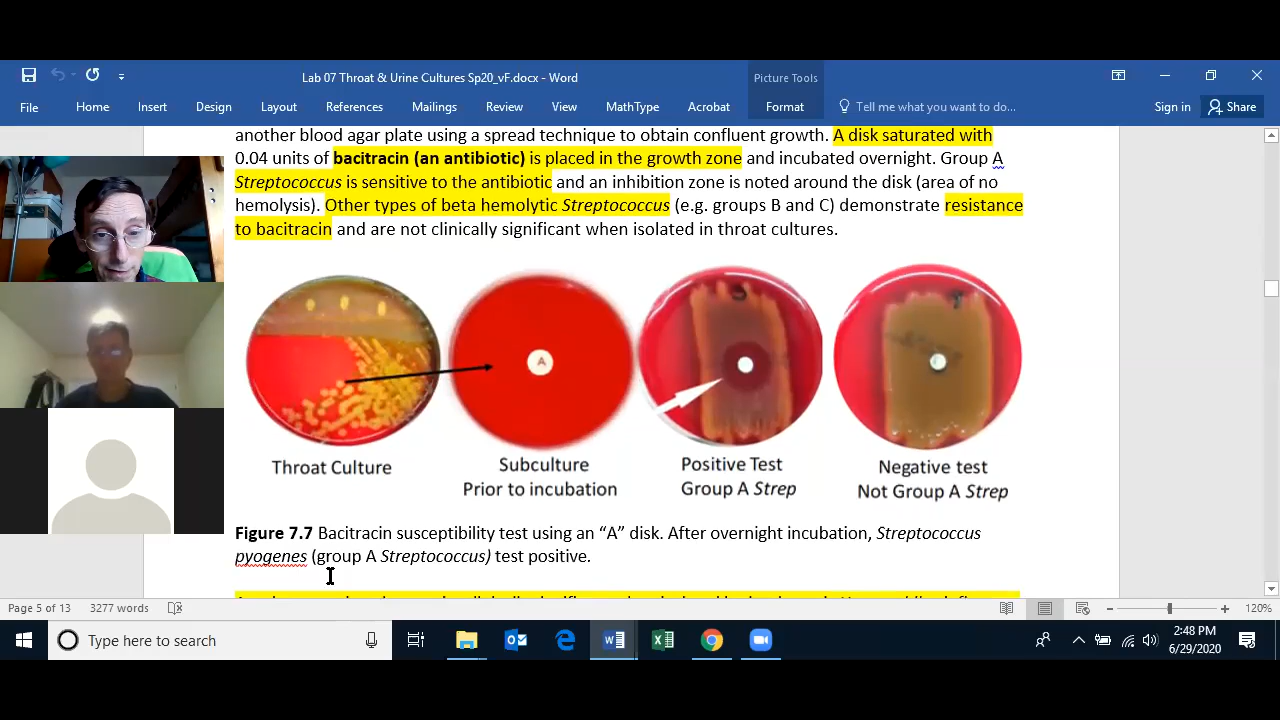 Lab 07 Throat & Urine Cultures Sp20_vF.docx - Word
Picture Tools
File
Home
Insert
Design
Layout
References
Mailings
Review
View
MathType
Acrobat
Format
Tell me what you want to do...
Sign in
Share
another blood agar plate using a spread technique to obtain confluent growth. A disk saturated with
0.04 units of bacitracin (an antibiotic) is placed in the growth zone and incubated overnight. Group A
Streptococcus is sensitive to the antibiotic and an inhibition zone is noted around the disk (area of no
hemolysis). Other types of beta hemolytic Streptococcus (e.g. groups B and C) demonstrate resistance
to bacitracin and are not clinically significant when isolated in throat cultures.
A
Throat Culture
Subculture
Prior to incubation
Positive Test
Group A Strep
Negative test
Not Group A Strep
Figure 7.7 Bacitracin susceptibility test using an “A” disk. After overnight incubation, Streptococcus
pyogenes (group A Streptococcus) test positive.
Page 5 of 13
3277 words
120%
Type here to search
2:48 PM
6/29/2020